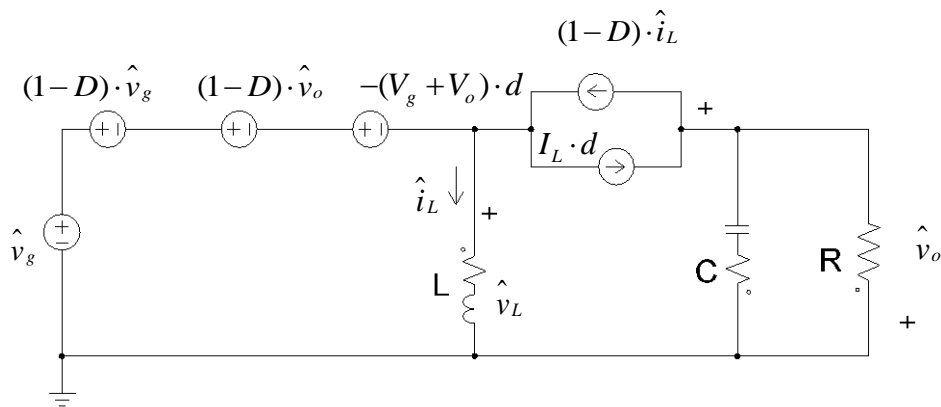 (1−D)·î_L
(1−D)·v̂_g (1−D)·v̂_o −(V_g+V_o)·d
+ − + − + − +
I_L·d
î_L
+
+
−
v̂_g L v̂_L C R v̂_o
+